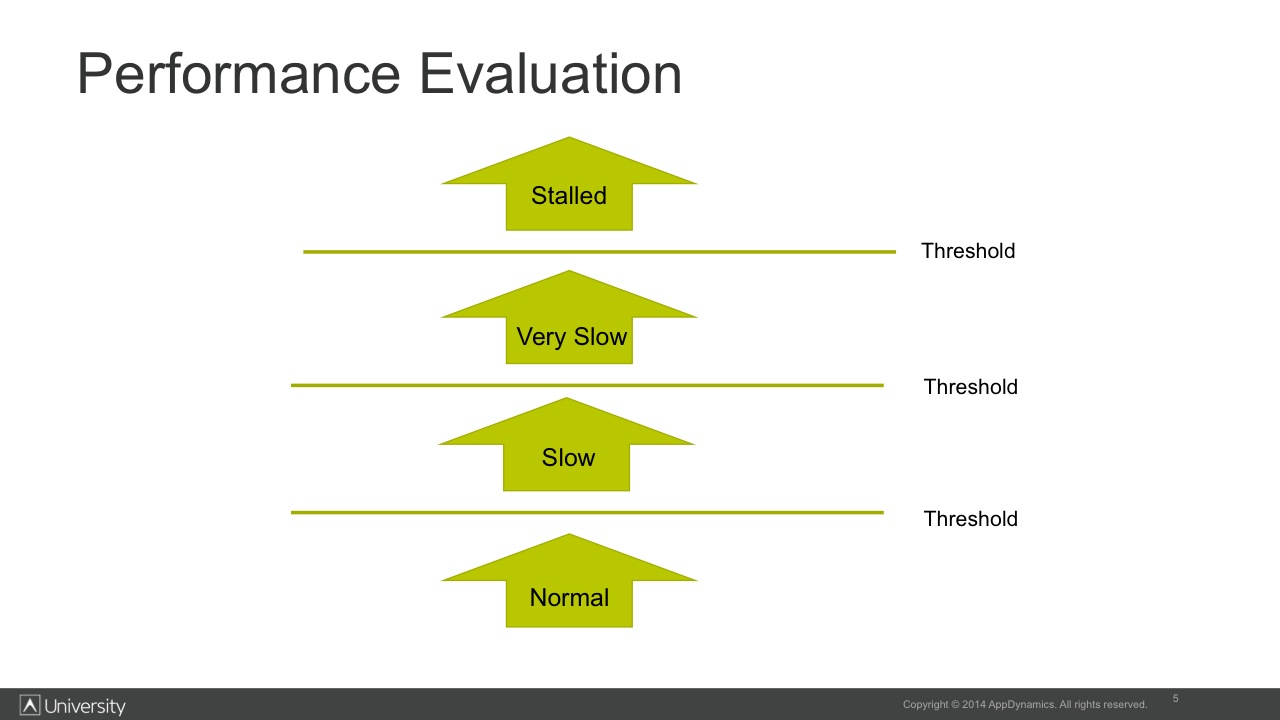 Performance Evaluation
Stalled
Threshold
Very Slow
Threshold
Slow
Threshold
Normal
University
Copyright © 2014 AppDynamics. All rights reserved.
5